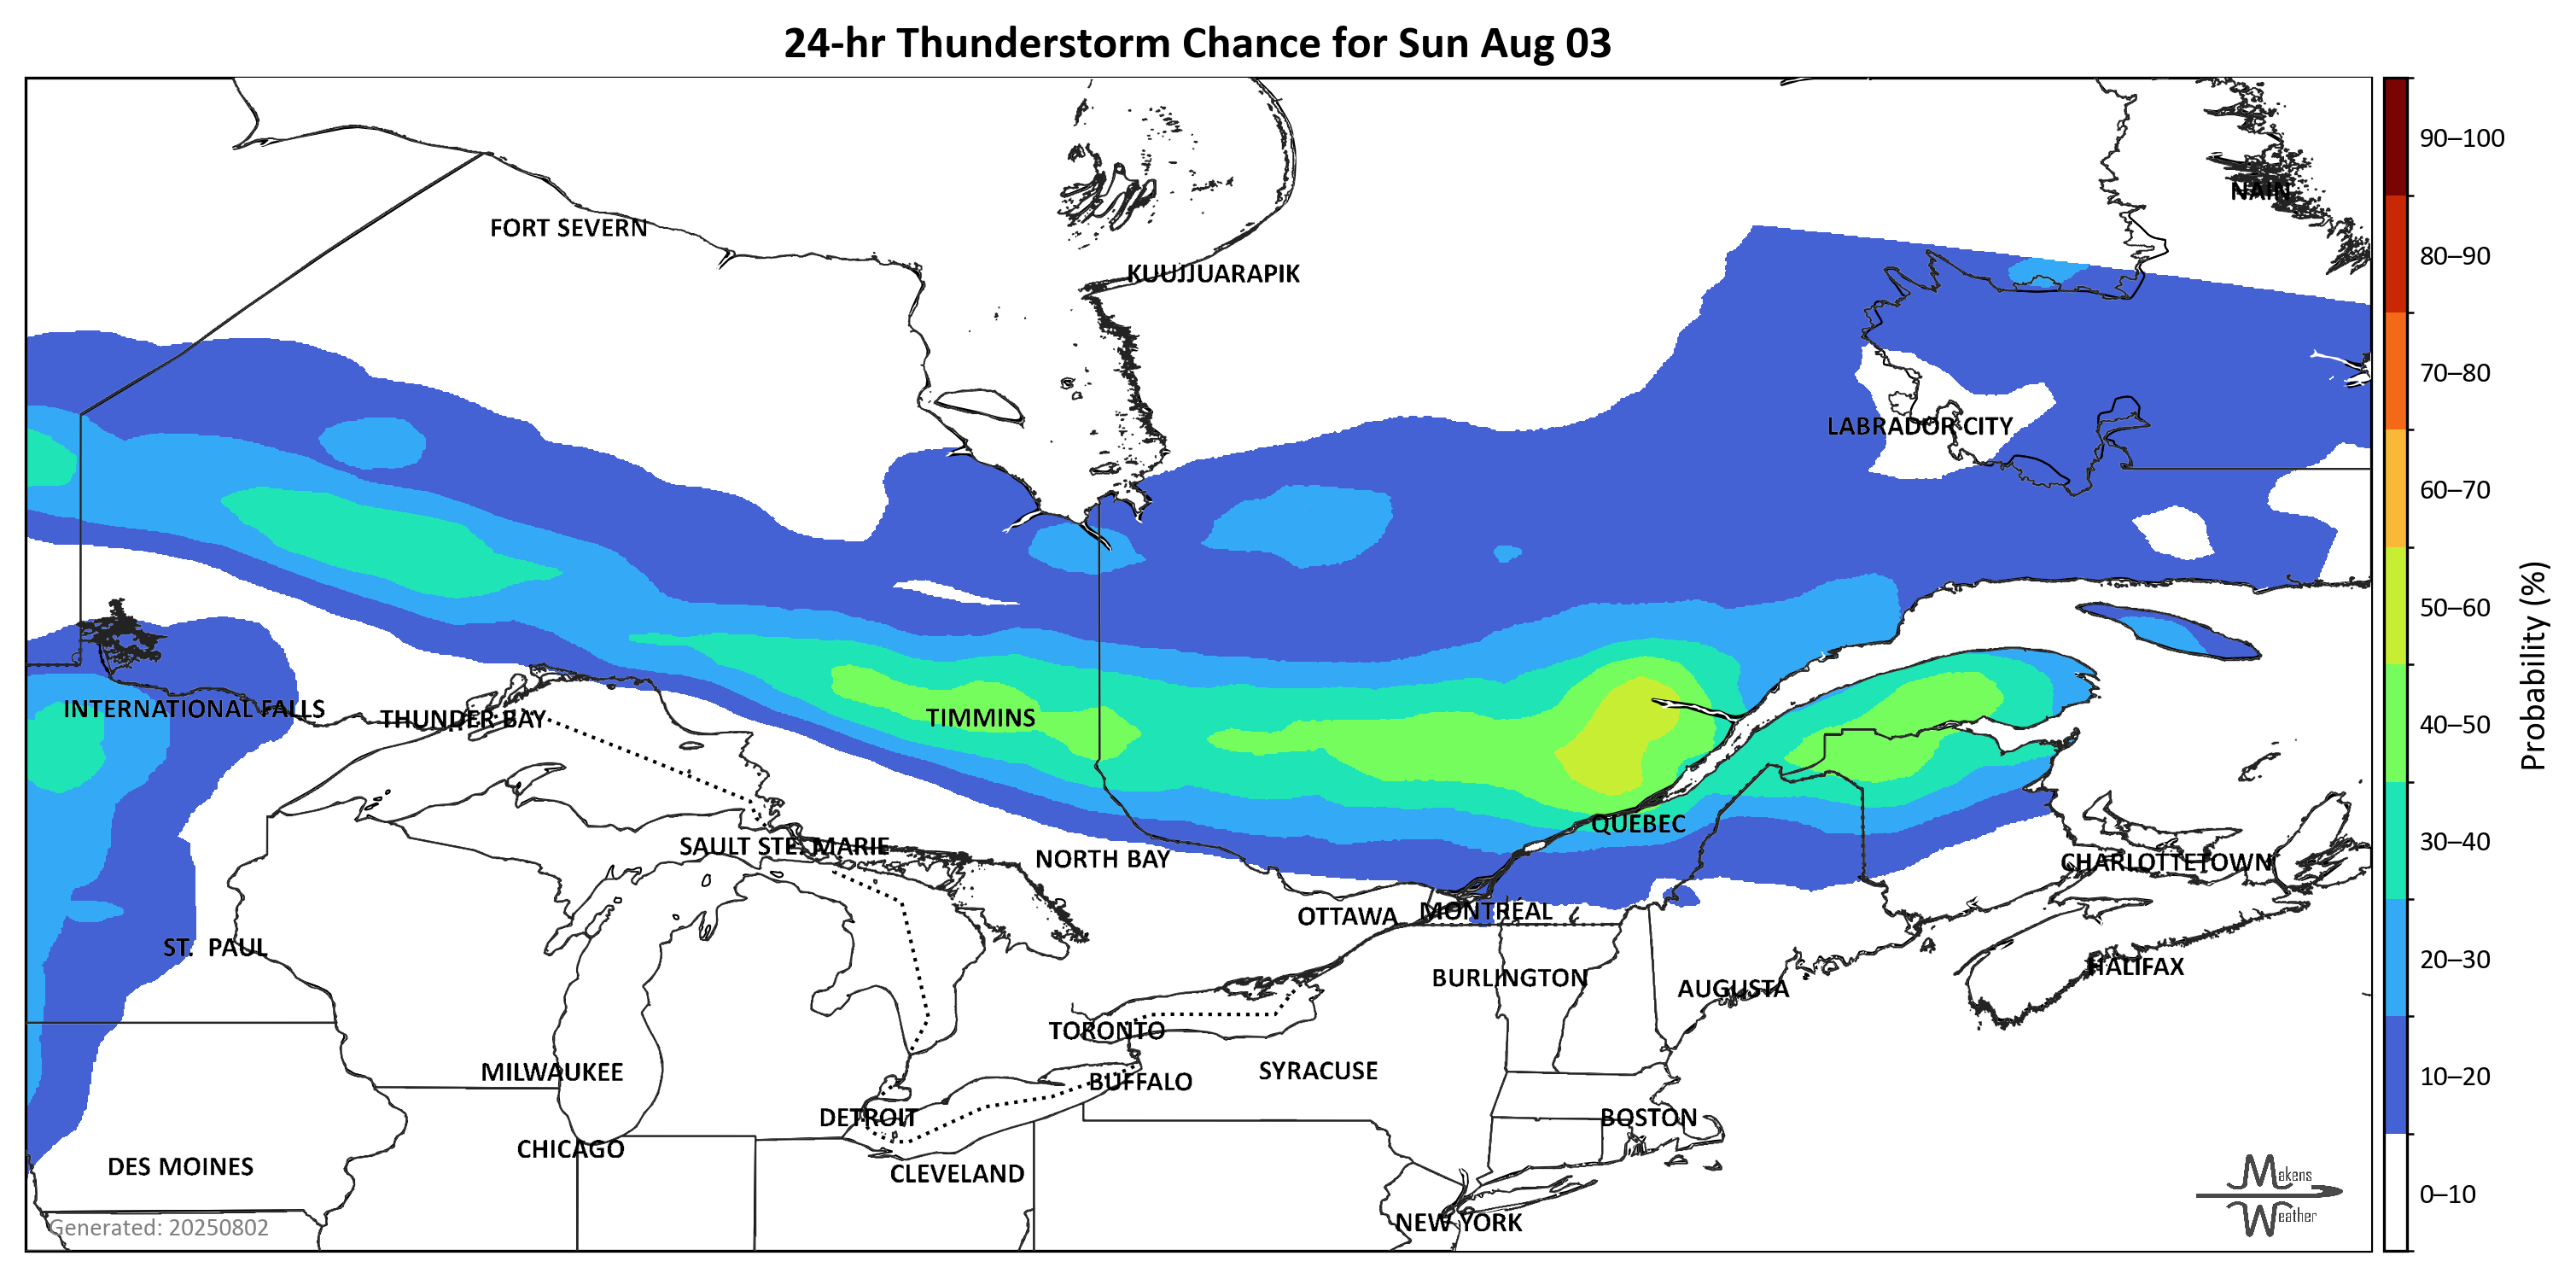 24-hr Thunderstorm Chance for Sun Aug 03
90–100
NAIN
FORT SEVERN
80–90
KUUJJUARAPIK
70–80
LABRADOR CITY
60–70
50–60
INTERNATIONAL FALLS
THUNDER BAY
TIMMINS
40–50
Probability (%)
QUEBEC
SAULT STE. MARIE
30–40
NORTH BAY
CHARLOTTETOWN
OTTAWA
MONTRÉAL
ST. PAUL
20–30
HALIFAX
BURLINGTON
AUGUSTA
TORONTO
MILWAUKEE
SYRACUSE
10–20
BUFFALO
DETROIT
BOSTON
CHICAGO
DES MOINES
CLEVELAND
Makens
Weather
0–10
NEW YORK
Generated: 20250802